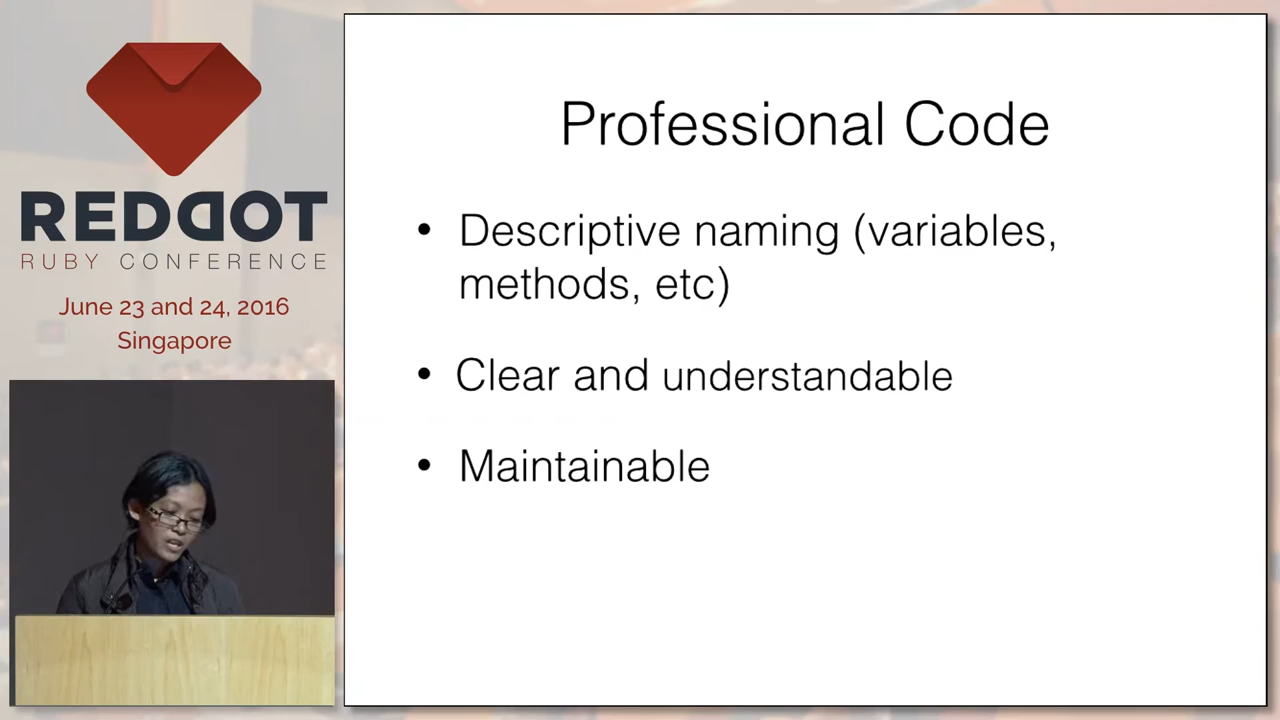 REDDOT
RUBY CONFERENCE
June 23 and 24, 2016
Singapore
Professional Code
• Descriptive naming (variables,
methods, etc)
• Clear and understandable
• Maintainable